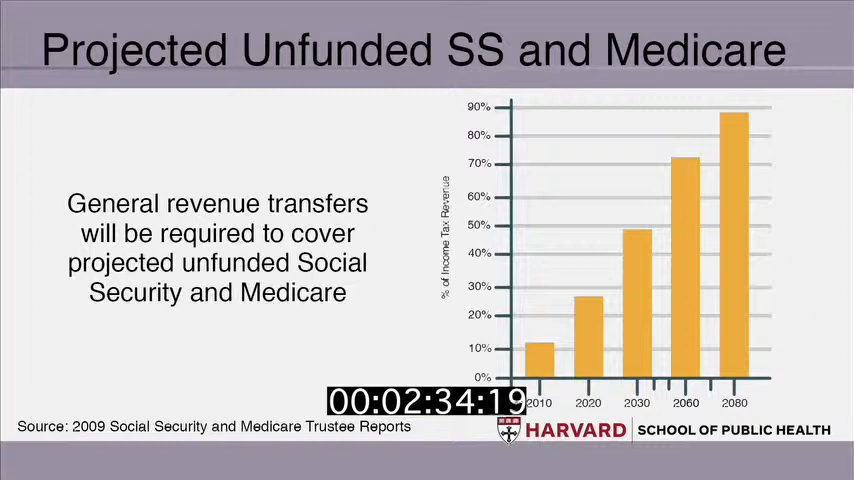 Projected Unfunded SS and Medicare
General revenue transfers
will be required to cover
projected unfunded Social
Security and Medicare
% of Income Tax Revenue
90%
80%
70%
60%
50%
40%
30%
20%
10%
0%
2010 2020 2030 2060 2080
00:02:34:19
Source: 2009 Social Security and Medicare Trustee Reports
HARVARD SCHOOL OF PUBLIC HEALTH